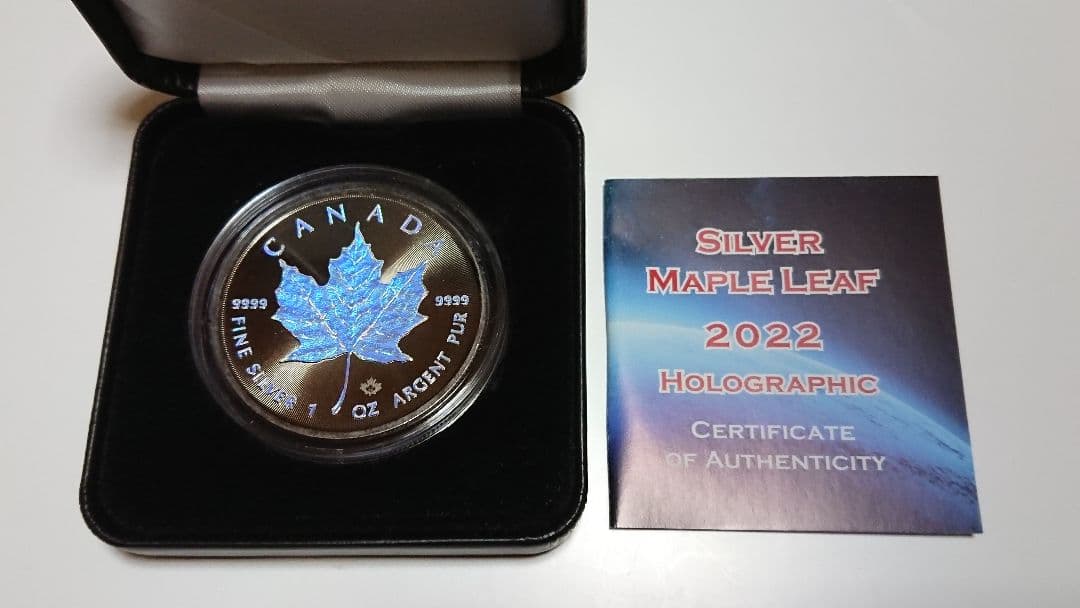 CANADA
9999 9999
FINE SILVER 1 OZ ARGENT PUR
SILVER
MAPLE LEAF
2022
HOLOGRAPHIC
CERTIFICATE
OF AUTHENTICITY